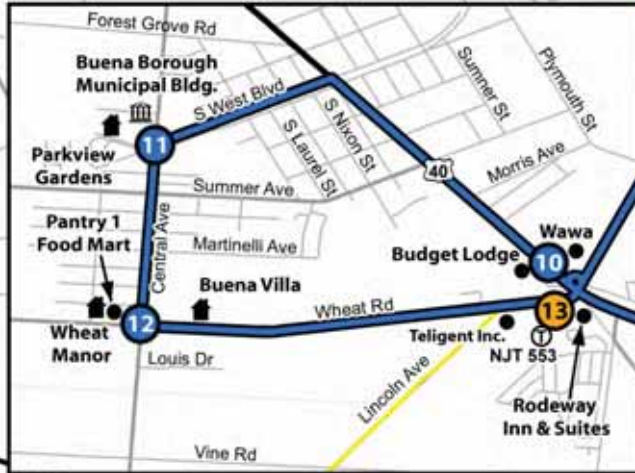 Forest Grove Rd
Buena Borough
Municipal Bldg.
S West Blvd
Sumner St
Plymouth St
11
S Nixon St
S Laurel St
40
Morris Ave
Parkview
Gardens
Summer Ave
Pantry 1
Food Mart
Central Ave
Martinelli Ave
Wawa
Budget Lodge
10
Buena Villa
Wheat Rd
13
12
Wheat
Manor
Teligent Inc.
T
NJT 553
Louis Dr
Lincoln Ave
Rodeway
Inn & Suites
Vine Rd